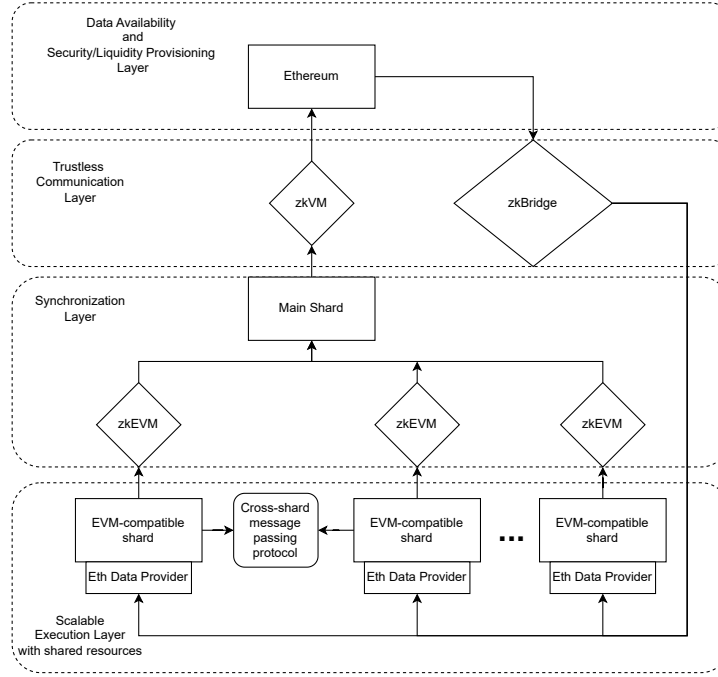 Data Availability
and
Security/Liquidity Provisioning
Layer
Ethereum
Trustless
Communication
Layer
zkVM
zkBridge
Synchronization
Layer
Main Shard
zkEVM
zkEVM
zkEVM
EVM-compatible
shard
Eth Data Provider
Cross-shard
message
passing
protocol
EVM-compatible
shard
Eth Data Provider
...
EVM-compatible
shard
Eth Data Provider
Scalable
Execution Layer
with shared resources